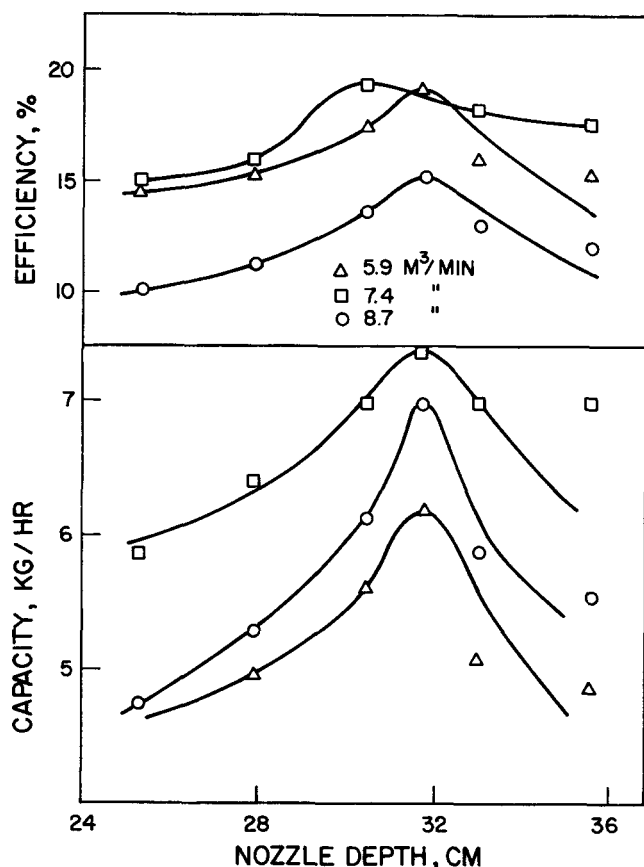 EFFICIENCY, %
20
15
10
△ 5.9 M³/MIN
□ 7.4 "
○ 8.7 "
CAPACITY, KG/HR
7
6
5
24 28 32 36
NOZZLE DEPTH, CM